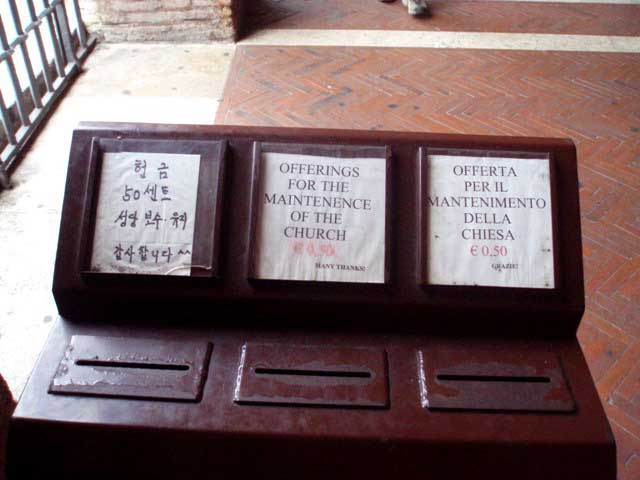 헌금
50센트
성당 보수 유지
감사합니다 ^^
OFFERINGS
FOR THE
MAINTENENCE
OF THE
CHURCH
€ 0,50
MANY THANKS!
OFFERTA
PER IL
MANTENIMENTO
DELLA
CHIESA
€ 0,50
GRAZIE!